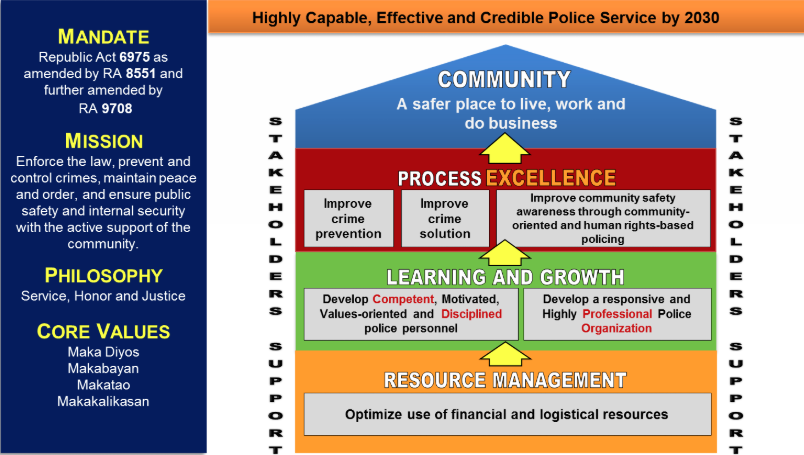 MANDATE
Republic Act 6975 as
amended by RA 8551 and
further amended by
RA 9708
MISSION
Enforce the law, prevent and
control crimes, maintain peace
and order, and ensure public
safety and internal security
with the active support of the
community.
PHILOSOPHY
Service, Honor and Justice
CORE VALUES
Maka Diyos
Makabayan
Makatao
Makakalikasan
Highly Capable, Effective and Credible Police Service by 2030
STAKEHOLDERS SUPPORT
COMMUNITY
A safer place to live, work and
do business
PROCESS EXCELLENCE
Improve
crime
prevention
Improve
crime
solution
Improve community safety
awareness through community-
oriented and human rights-based
policing
LEARNING AND GROWTH
Develop Competent, Motivated,
Values-oriented and Disciplined
police personnel
Develop a responsive and
Highly Professional Police
Organization
RESOURCE MANAGEMENT
Optimize use of financial and logistical resources
STAKEHOLDERS SUPPORT